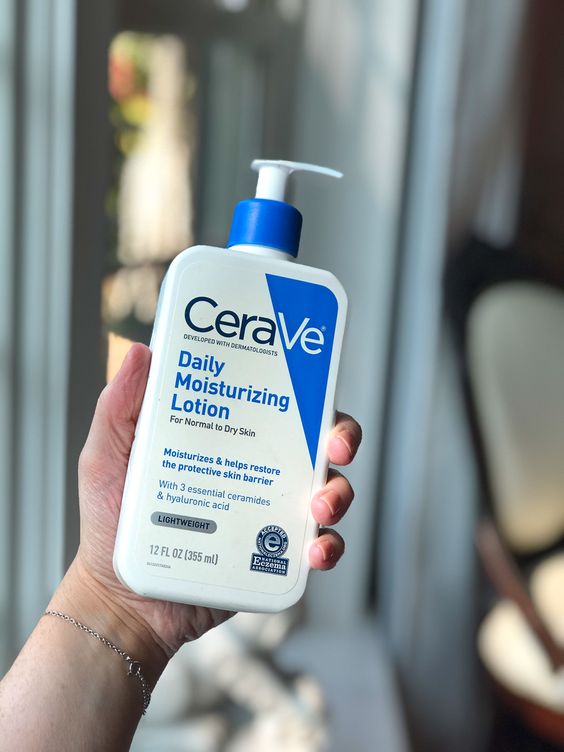 CeraVe®
DEVELOPED WITH DERMATOLOGISTS
Daily
Moisturizing
Lotion
For Normal to Dry Skin
Moisturizes & helps restore
the protective skin barrier
With 3 essential ceramides
& hyaluronic acid
LIGHTWEIGHT
12 FL OZ (355 ml)
ACCEPTED
e
NATIONAL
Eczema
ASSOCIATION